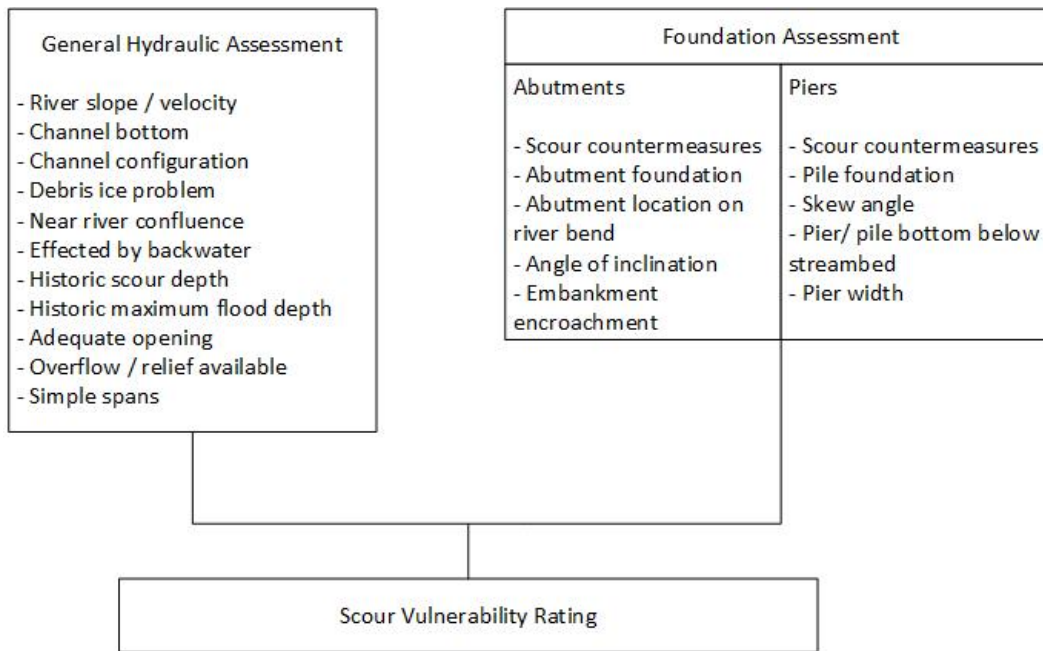 General Hydraulic Assessment
- River slope / velocity
- Channel bottom
- Channel configuration
- Debris ice problem
- Near river confluence
- Effected by backwater
- Historic scour depth
- Historic maximum flood depth
- Adequate opening
- Overflow / relief available
- Simple spans
Foundation Assessment
Abutments
- Scour countermeasures
- Abutment foundation
- Abutment location on
river bend
- Angle of inclination
- Embankment
encroachment
Piers
- Scour countermeasures
- Pile foundation
- Skew angle
- Pier/ pile bottom below
streambed
- Pier width
Scour Vulnerability Rating